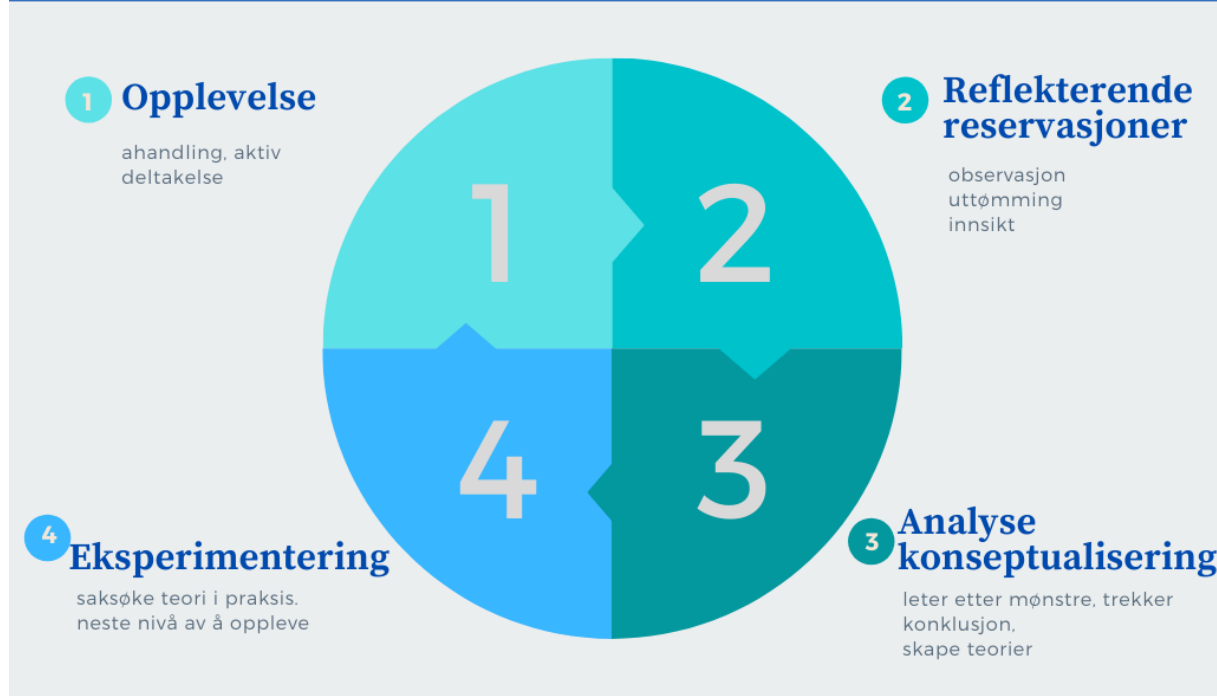 1 Opplevelse
ahandling, aktiv
deltakelse
2 Reflekterende
reservasjoner
observasjon
uttømming
innsikt
1
2
4
3
4 Eksperimentering
saksøke teori i praksis.
neste nivå av å oppleve
3 Analyse
konseptualisering
leter etter mønstre, trekker
konklusjon,
skape teorier